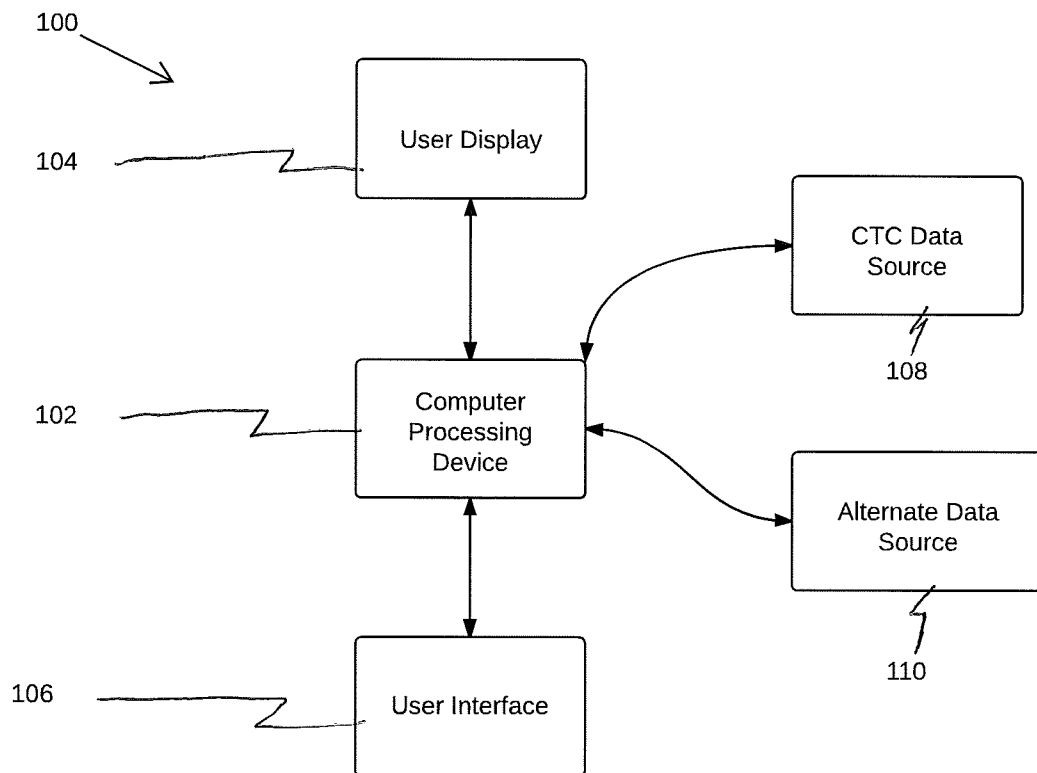 100
User Display
104
CTC Data
Source
108
Computer
Processing
Device
102
Alternate Data
Source
110
User Interface
106